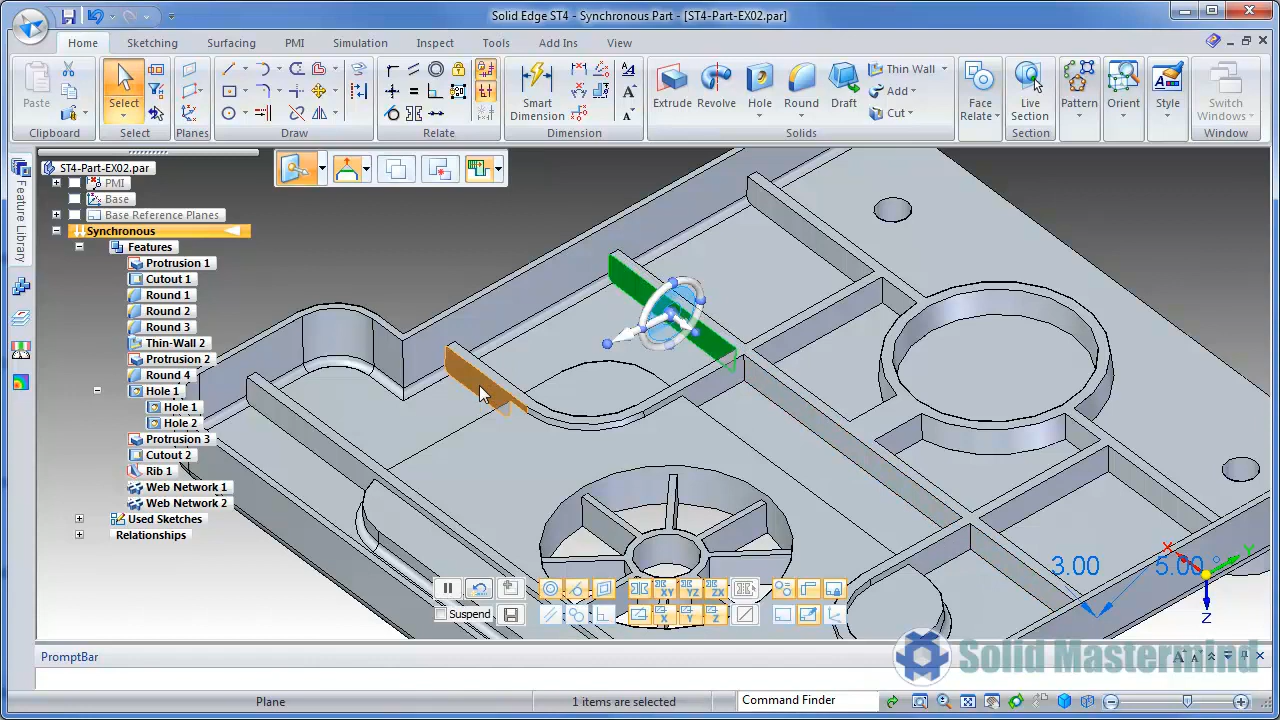 Solid Edge ST4 - Synchronous Part - [ST4-Part-EX02.par]
Home Sketching Surfacing PMI Simulation Inspect Tools Add Ins View
Paste
Clipboard
Select
Select
Planes
Draw
Relate
Smart Dimension
Dimension
Extrude Revolve Hole Round Draft
Thin Wall
Add
Cut
Solids
Face Relate
Live Section
Section
Pattern
Orient
Style
Switch Windows
Window
Feature Library
ST4-Part-EX02.par
PMI
Base
Base Reference Planes
Synchronous
Features
Protrusion 1
Cutout 1
Round 1
Round 2
Round 3
Thin-Wall 2
Protrusion 2
Round 4
Hole 1
Hole 1
Hole 2
Protrusion 3
Cutout 2
Rib 1
Web Network 1
Web Network 2
Used Sketches
Relationships
3.00 5.00 °
X Y Z
XY YZ ZX
Suspend
X Y Z
PromptBar
Solid Mastermind
Plane
1 items are selected
Command Finder